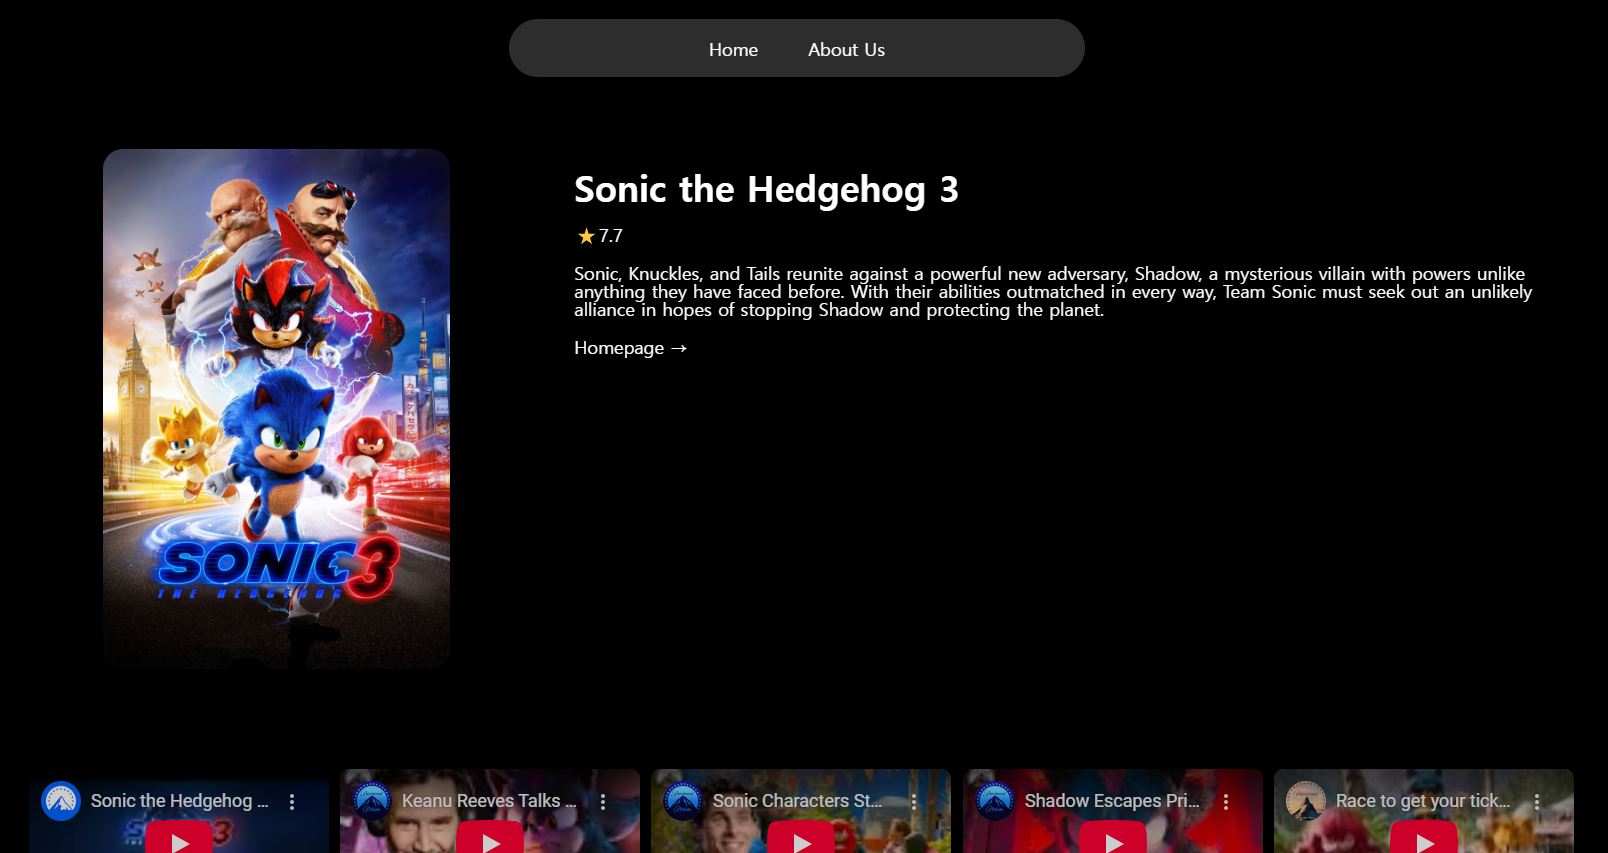 Home About Us
Sonic the Hedgehog 3
7.7
Sonic, Knuckles, and Tails reunite against a powerful new adversary, Shadow, a mysterious villain with powers unlike
anything they have faced before. With their abilities outmatched in every way, Team Sonic must seek out an unlikely
alliance in hopes of stopping Shadow and protecting the planet.
Homepage →
SONIC 3
THE HEDGEHOG
Sonic the Hedgehog ...
Keanu Reeves Talks ...
Sonic Characters St...
Shadow Escapes Pri...
Race to get your tick...